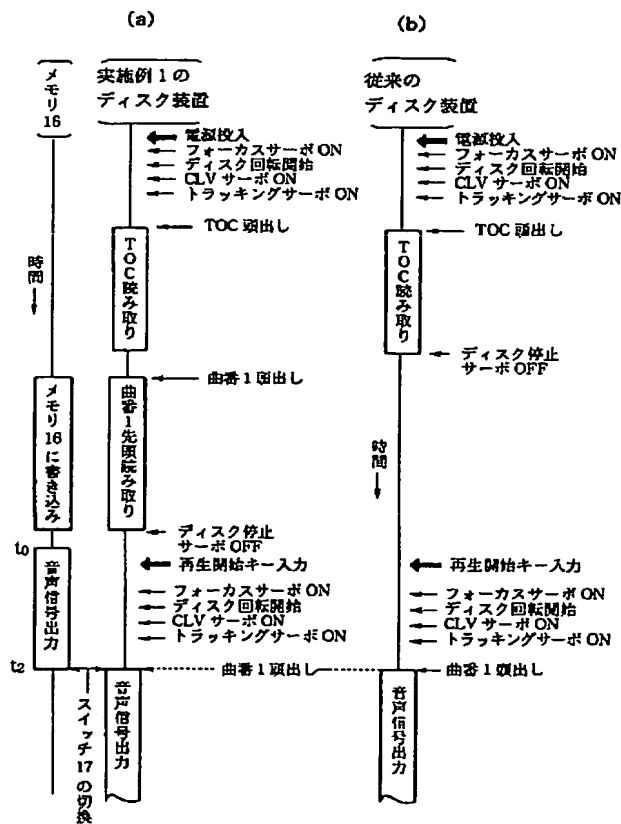 (a)
メモリ16
実施例1の
ディスク装置
電源投入
フォーカスサーボON
ディスク回転開始
CLVサーボON
トラッキングサーボON
TOC頭出し
TOC読み取り
時間
曲番1頭出し
メモリ16に書き込み
曲番1先頭読み取り
ディスク停止
サーボOFF
t0
再生開始キー入力
音声信号出力
フォーカスサーボON
ディスク回転開始
CLVサーボON
トラッキングサーボON
t2
曲番1頭出し
スイッチ17の切換
音声信号出力
(b)
従来の
ディスク装置
電源投入
フォーカスサーボON
ディスク回転開始
CLVサーボON
トラッキングサーボON
TOC頭出し
TOC読み取り
ディスク停止
サーボOFF
時間
再生開始キー入力
フォーカスサーボON
ディスク回転開始
CLVサーボON
トラッキングサーボON
曲番1頭出し
音声信号出力